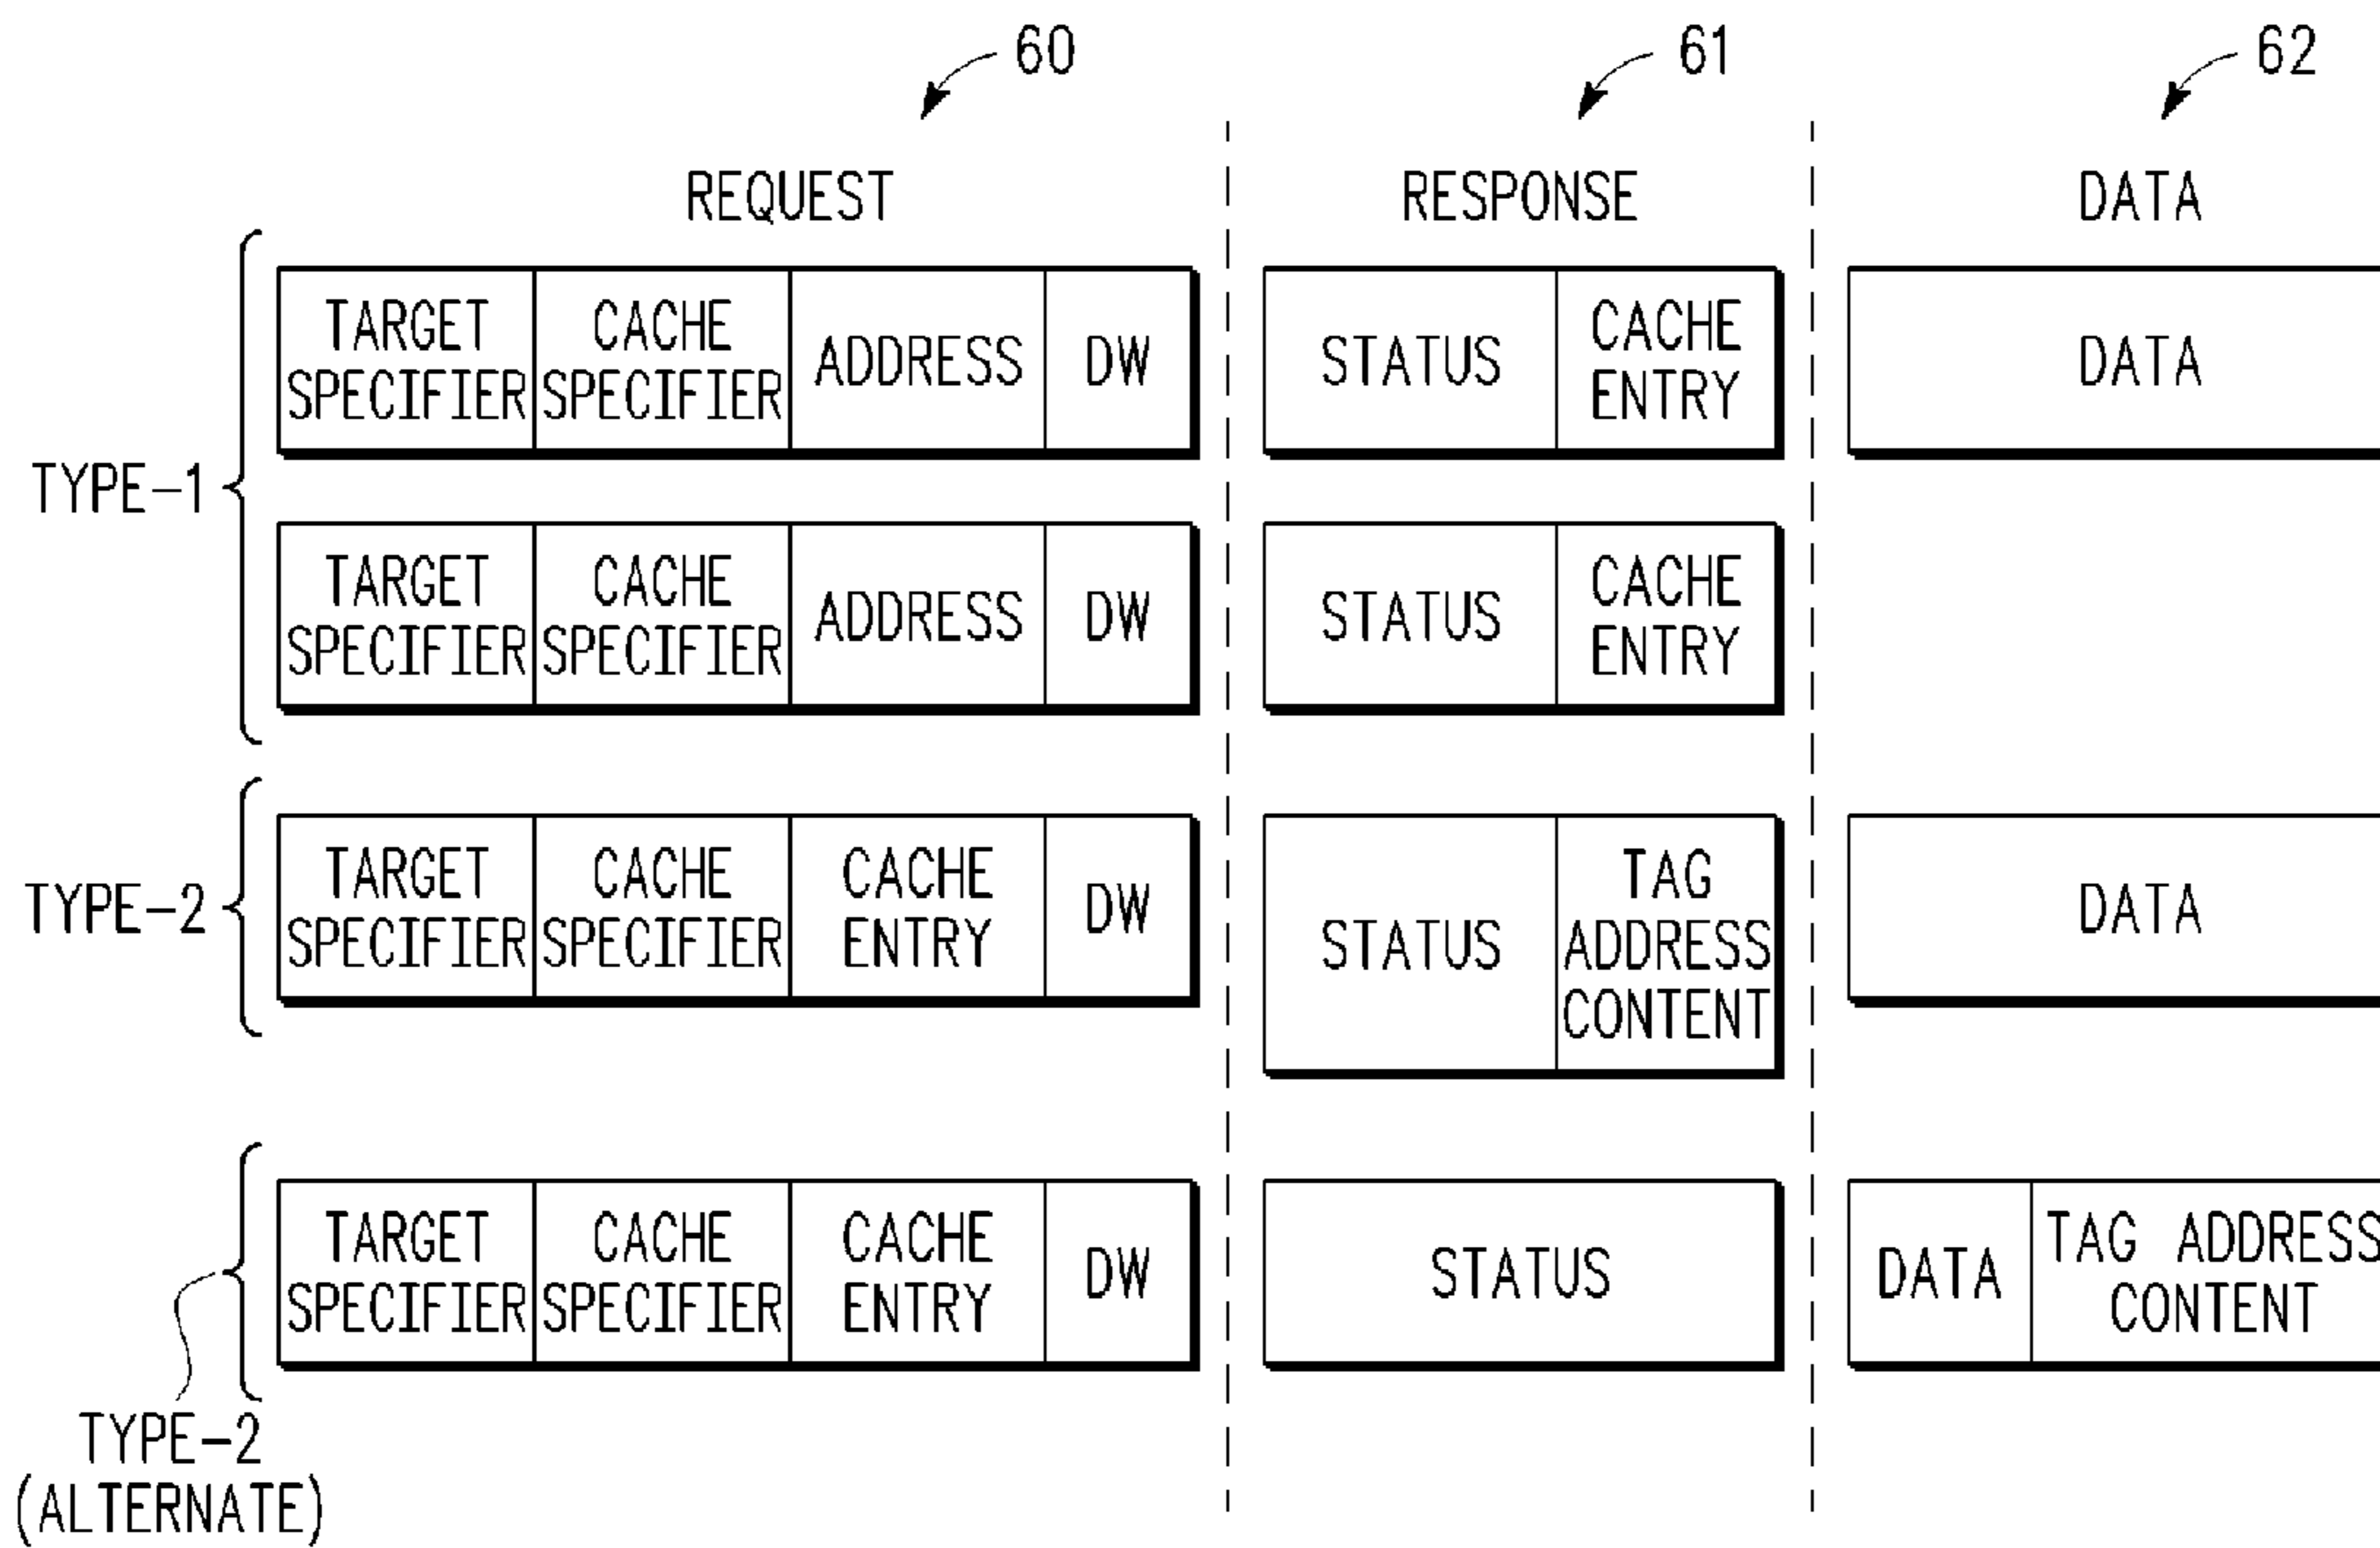 60
61
62
REQUEST
RESPONSE
DATA
TYPE-1
TARGET
SPECIFIER
CACHE
SPECIFIER
ADDRESS
DW
STATUS
CACHE
ENTRY
DATA
TARGET
SPECIFIER
CACHE
SPECIFIER
ADDRESS
DW
STATUS
CACHE
ENTRY
TYPE-2
TARGET
SPECIFIER
CACHE
SPECIFIER
CACHE
ENTRY
DW
STATUS
TAG
ADDRESS
CONTENT
DATA
TYPE-2
(ALTERNATE)
TARGET
SPECIFIER
CACHE
SPECIFIER
CACHE
ENTRY
DW
STATUS
DATA
TAG ADDRESS
CONTENT